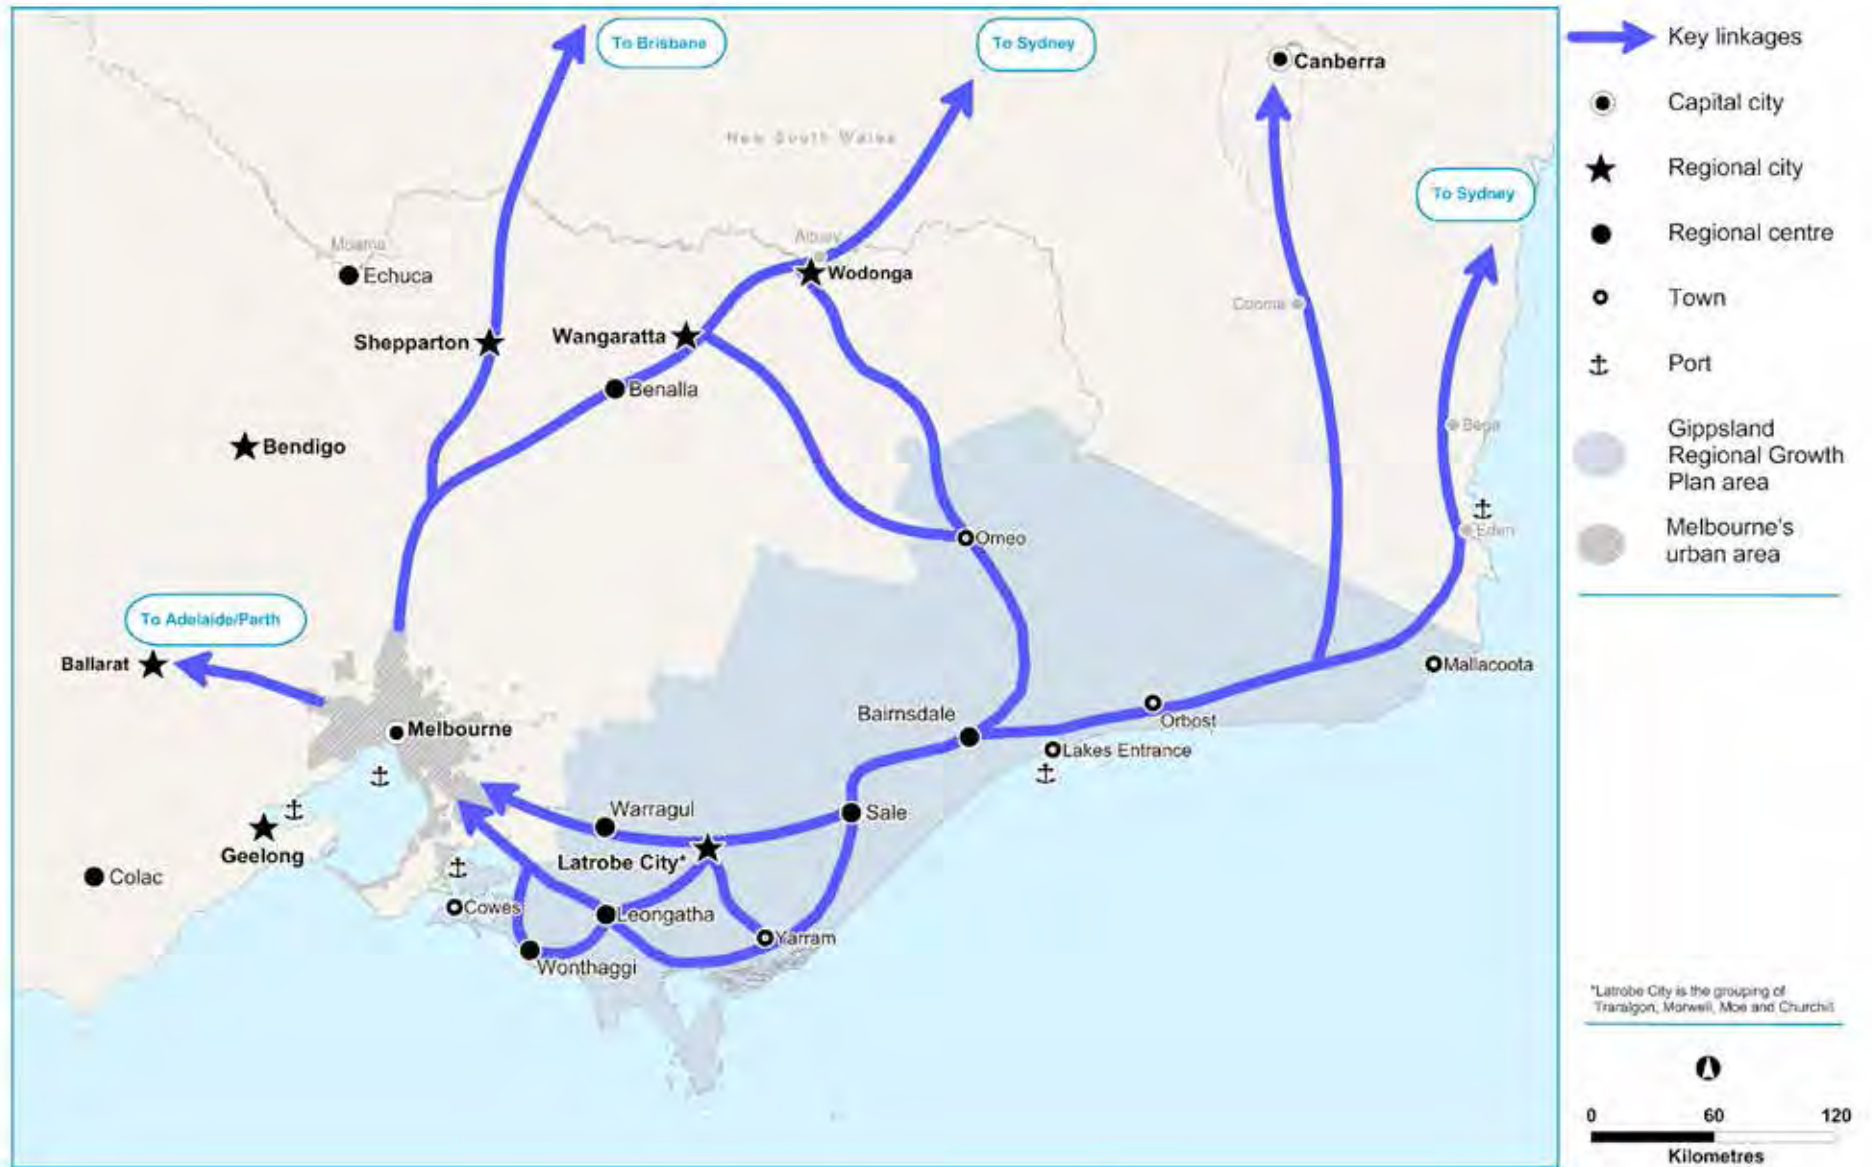 To Brisbane
To Sydney
Canberra
New South Wales
To Sydney
Moama
Echuca
Albury
Wodonga
Cooma
Shepparton
Wangaratta
Benalla
Bendigo
Bega
Eden
Omeo
To Adelaide/Perth
Ballarat
Mallacoota
Melbourne
Bairnsdale
Orbost
Lakes Entrance
Warragul
Sale
Geelong
Latrobe City*
Colac
Cowes
Leongatha
Yarram
Wonthaggi
Key linkages
Capital city
Regional city
Regional centre
Town
Port
Gippsland
Regional Growth
Plan area
Melbourne's
urban area
*Latrobe City is the grouping of
Traralgon, Morwell, Moe and Churchill
0 60 120
Kilometres